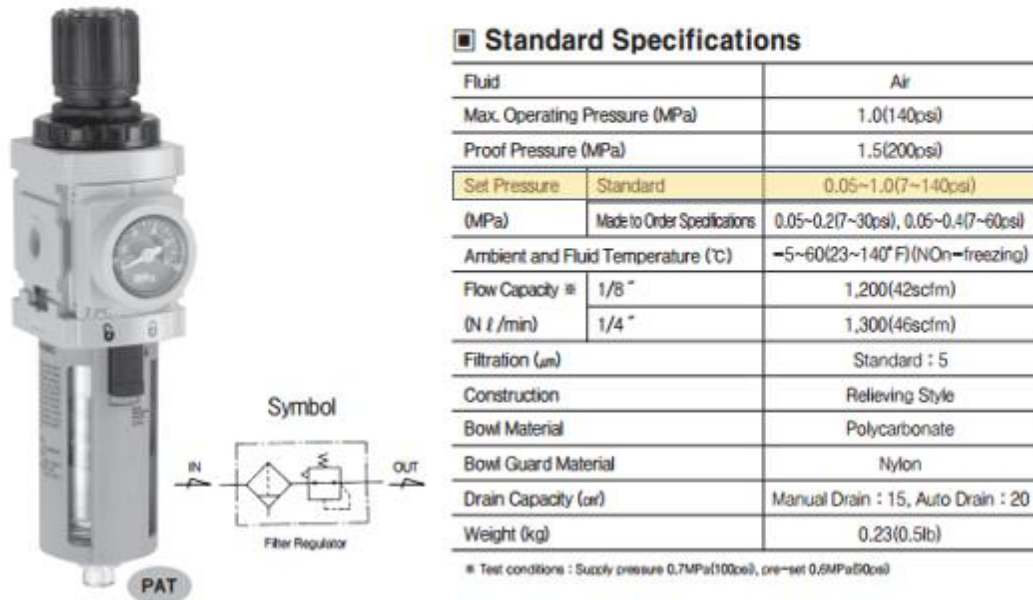 ▣ Standard Specifications
Fluid Air
Max. Operating Pressure (MPa) 1.0(140psi)
Proof Pressure (MPa) 1.5(200psi)
Set Pressure Standard 0.05~1.0(7~140psi)
(MPa) Made to Order Specifications 0.05~0.2(7~30psi), 0.05~0.4(7~60psi)
Ambient and Fluid Temperature (℃) -5~60(23~140°F)(NOn-freezing)
Flow Capacity ※ 1/8″ 1,200(42scfm)
(Nℓ/min) 1/4″ 1,300(46scfm)
Filtration (㎛) Standard : 5
Construction Relieving Style
Bowl Material Polycarbonate
Bowl Guard Material Nylon
Drain Capacity (㎤) Manual Drain : 15, Auto Drain : 20
Weight (kg) 0.23(0.5lb)
※ Test conditions : Supply pressure 0.7MPa(100psi), pre-set 0.6MPa(90psi)
Symbol
IN
OUT
Filter Regulator
PAT